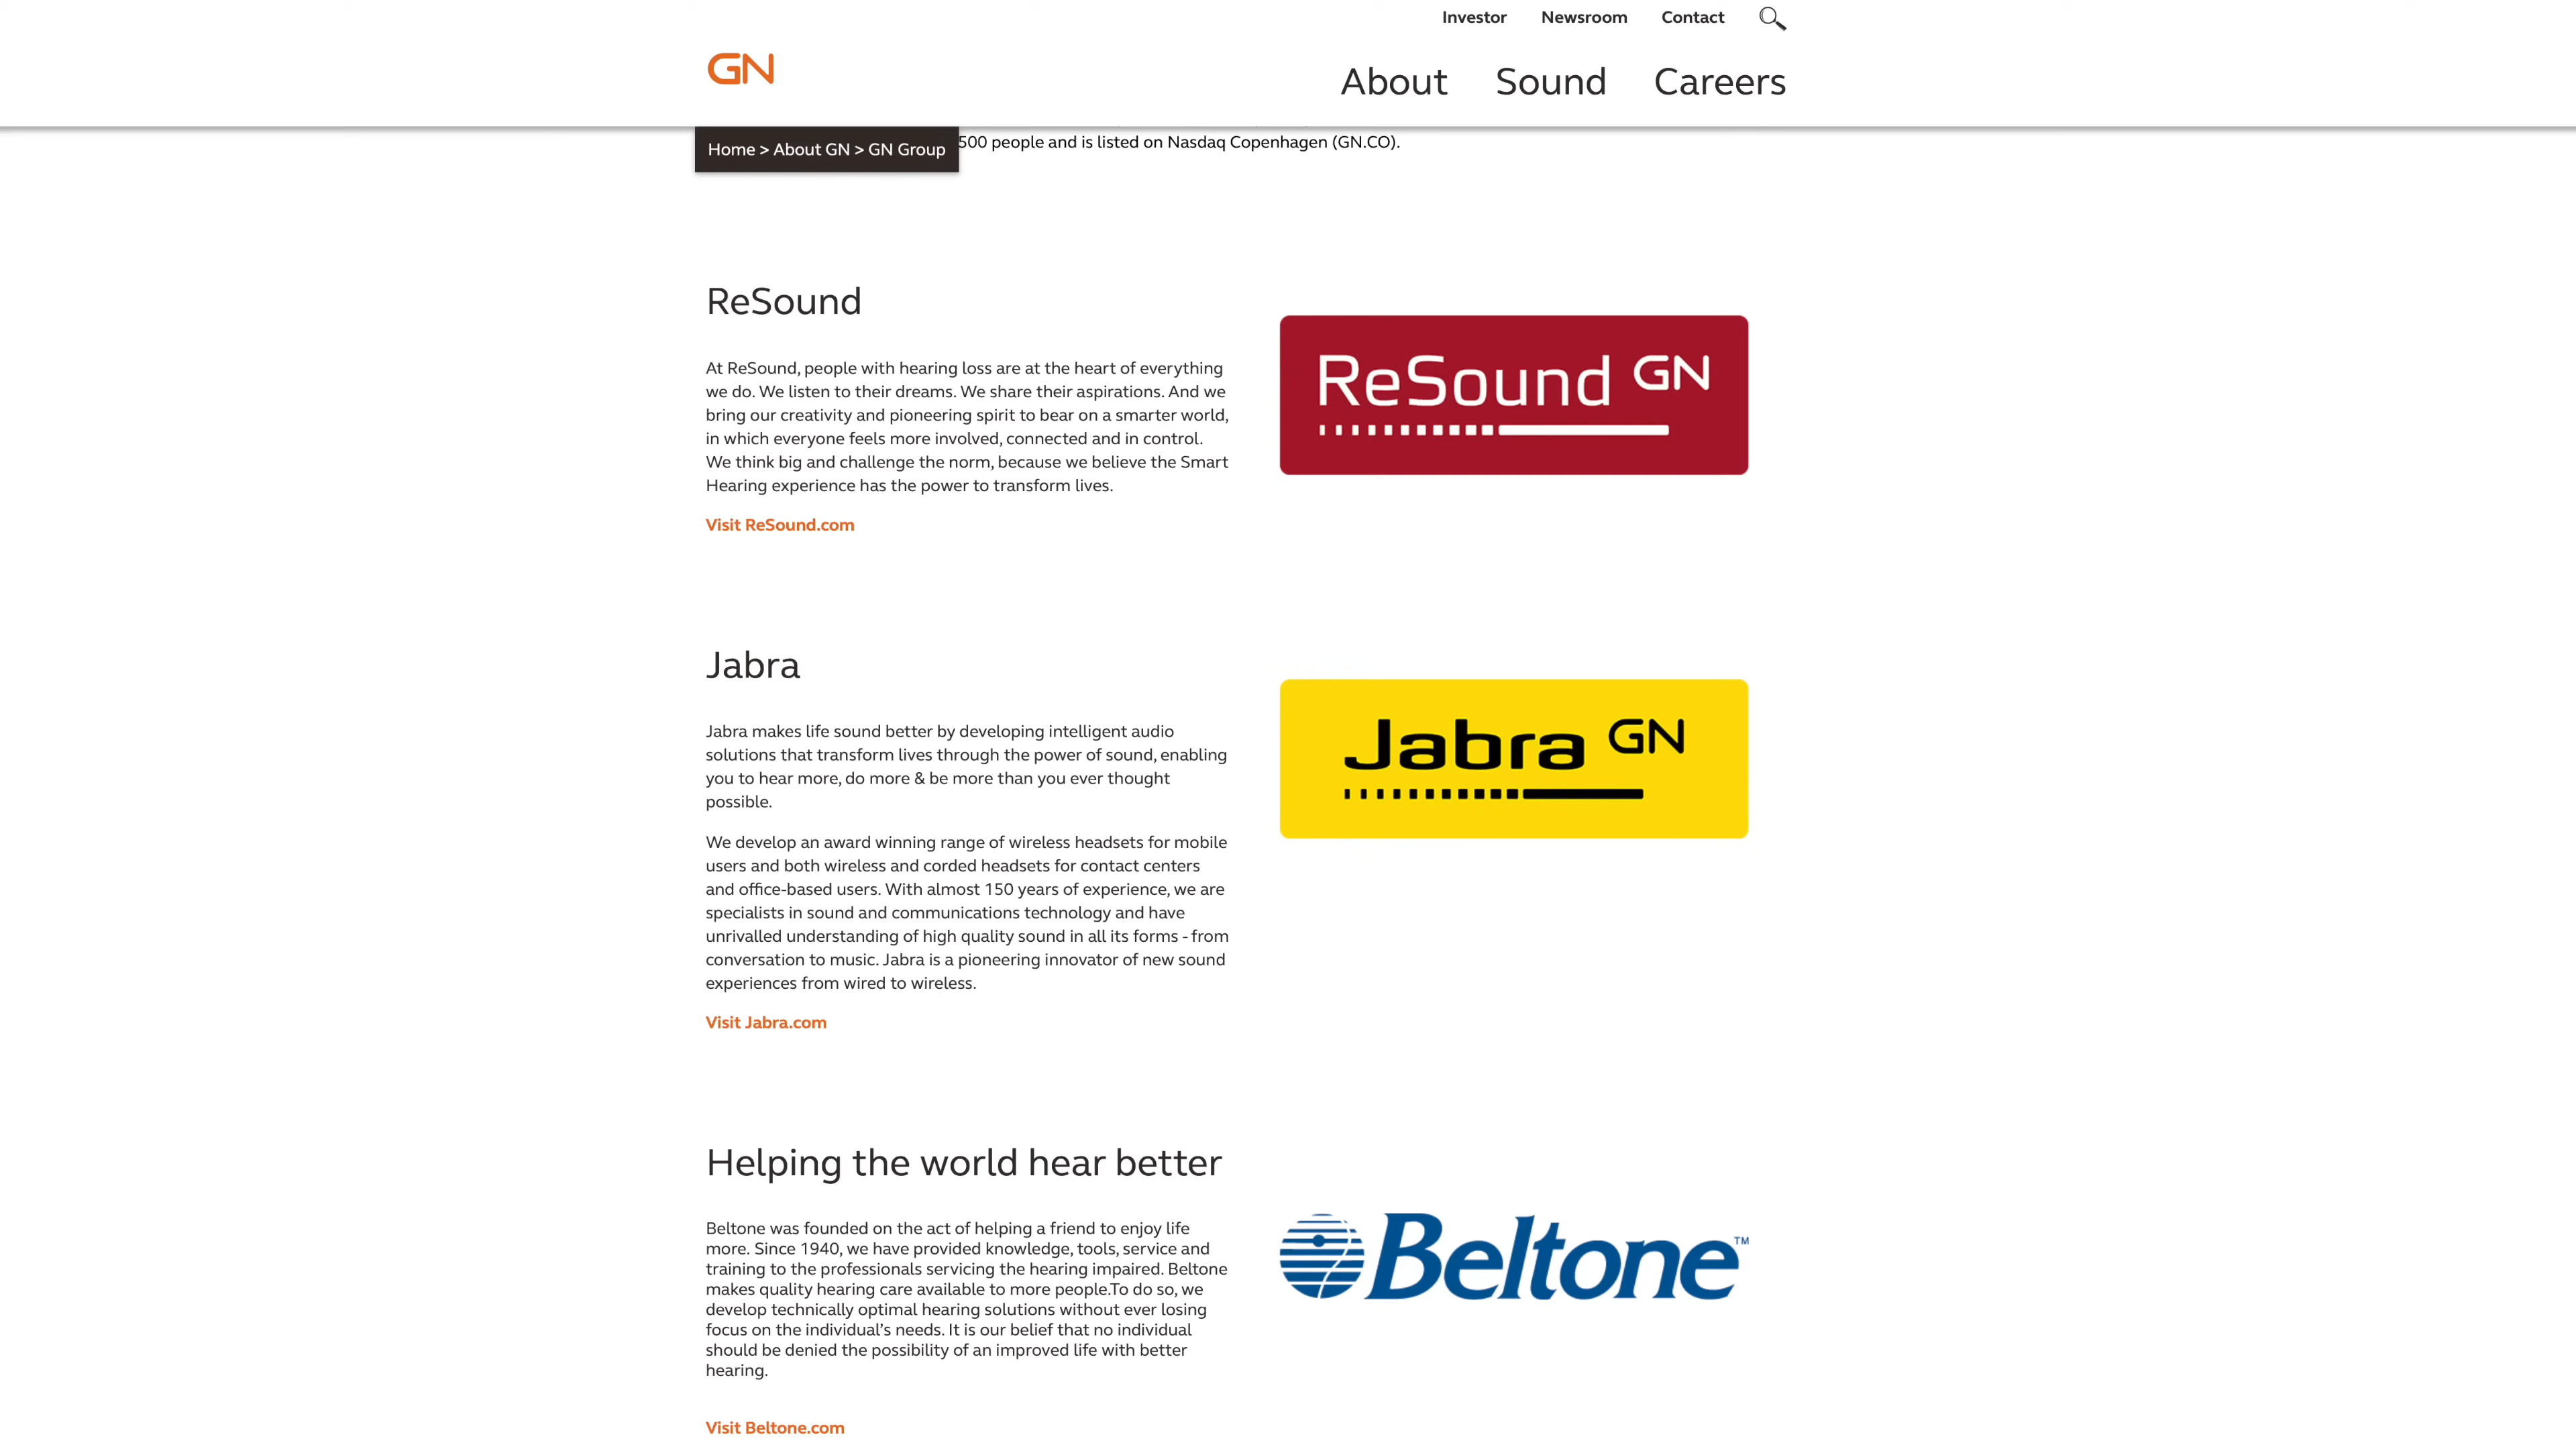 Investor Newsroom Contact
GN
About Sound Careers
Home > About GN > GN Group
500 people and is listed on Nasdaq Copenhagen (GN.CO).
ReSound
At ReSound, people with hearing loss are at the heart of everything
we do. We listen to their dreams. We share their aspirations. And we
bring our creativity and pioneering spirit to bear on a smarter world,
in which everyone feels more involved, connected and in control.
We think big and challenge the norm, because we believe the Smart
Hearing experience has the power to transform lives.
Visit ReSound.com
ReSound GN
Jabra
Jabra makes life sound better by developing intelligent audio
solutions that transform lives through the power of sound, enabling
you to hear more, do more & be more than you ever thought
possible.
We develop an award winning range of wireless headsets for mobile
users and both wireless and corded headsets for contact centers
and office-based users. With almost 150 years of experience, we are
specialists in sound and communications technology and have
unrivalled understanding of high quality sound in all its forms - from
conversation to music. Jabra is a pioneering innovator of new sound
experiences from wired to wireless.
Visit Jabra.com
Jabra GN
Helping the world hear better
Beltone was founded on the act of helping a friend to enjoy life
more. Since 1940, we have provided knowledge, tools, service and
training to the professionals servicing the hearing impaired. Beltone
makes quality hearing care available to more people.To do so, we
develop technically optimal hearing solutions without ever losing
focus on the individual's needs. It is our belief that no individual
should be denied the possibility of an improved life with better
hearing.
Visit Beltone.com
Beltone™